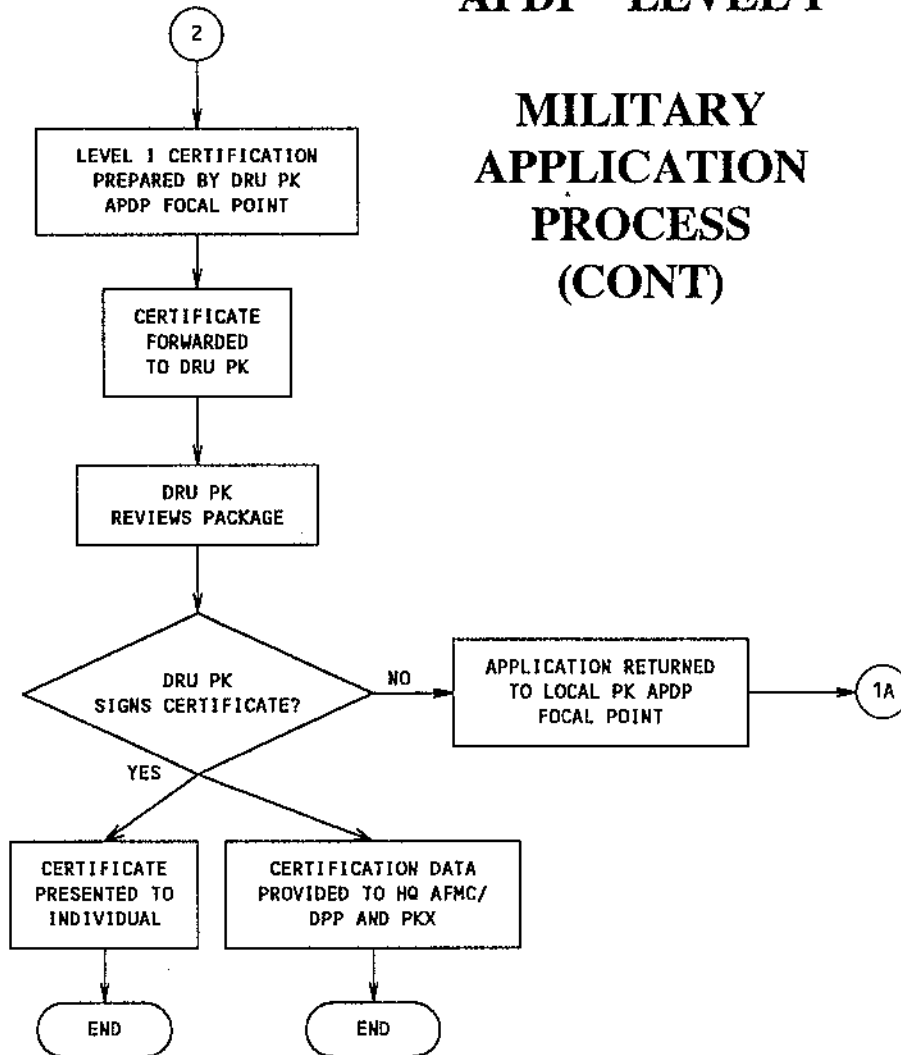 APDP LEVEL I
MILITARY
APPLICATION
PROCESS
(CONT)
2
LEVEL 1 CERTIFICATION
PREPARED BY DRU PK
APDP FOCAL POINT
CERTIFICATE
FORWARDED
TO DRU PK
DRU PK
REVIEWS PACKAGE
DRU PK
SIGNS CERTIFICATE?
NO
APPLICATION RETURNED
TO LOCAL PK APDP
FOCAL POINT
1A
YES
CERTIFICATE
PRESENTED TO
INDIVIDUAL
CERTIFICATION DATA
PROVIDED TO HQ AFMC/
DPP AND PKX
END
END